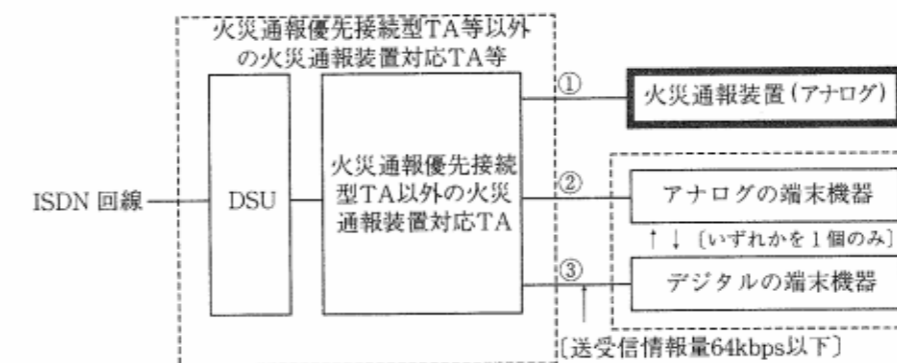 火災通報優先接続型TA等以外
の火災通報装置対応TA等
①
火災通報装置(アナログ)
火災通報優先接続
型TA以外の火災
通報装置対応TA
ISDN 回線
DSU
②
アナログの端末機器
↑ ↓ 〔いずれかを1個のみ〕
③
デジタルの端末機器
〔送受信情報量64kbps以下〕